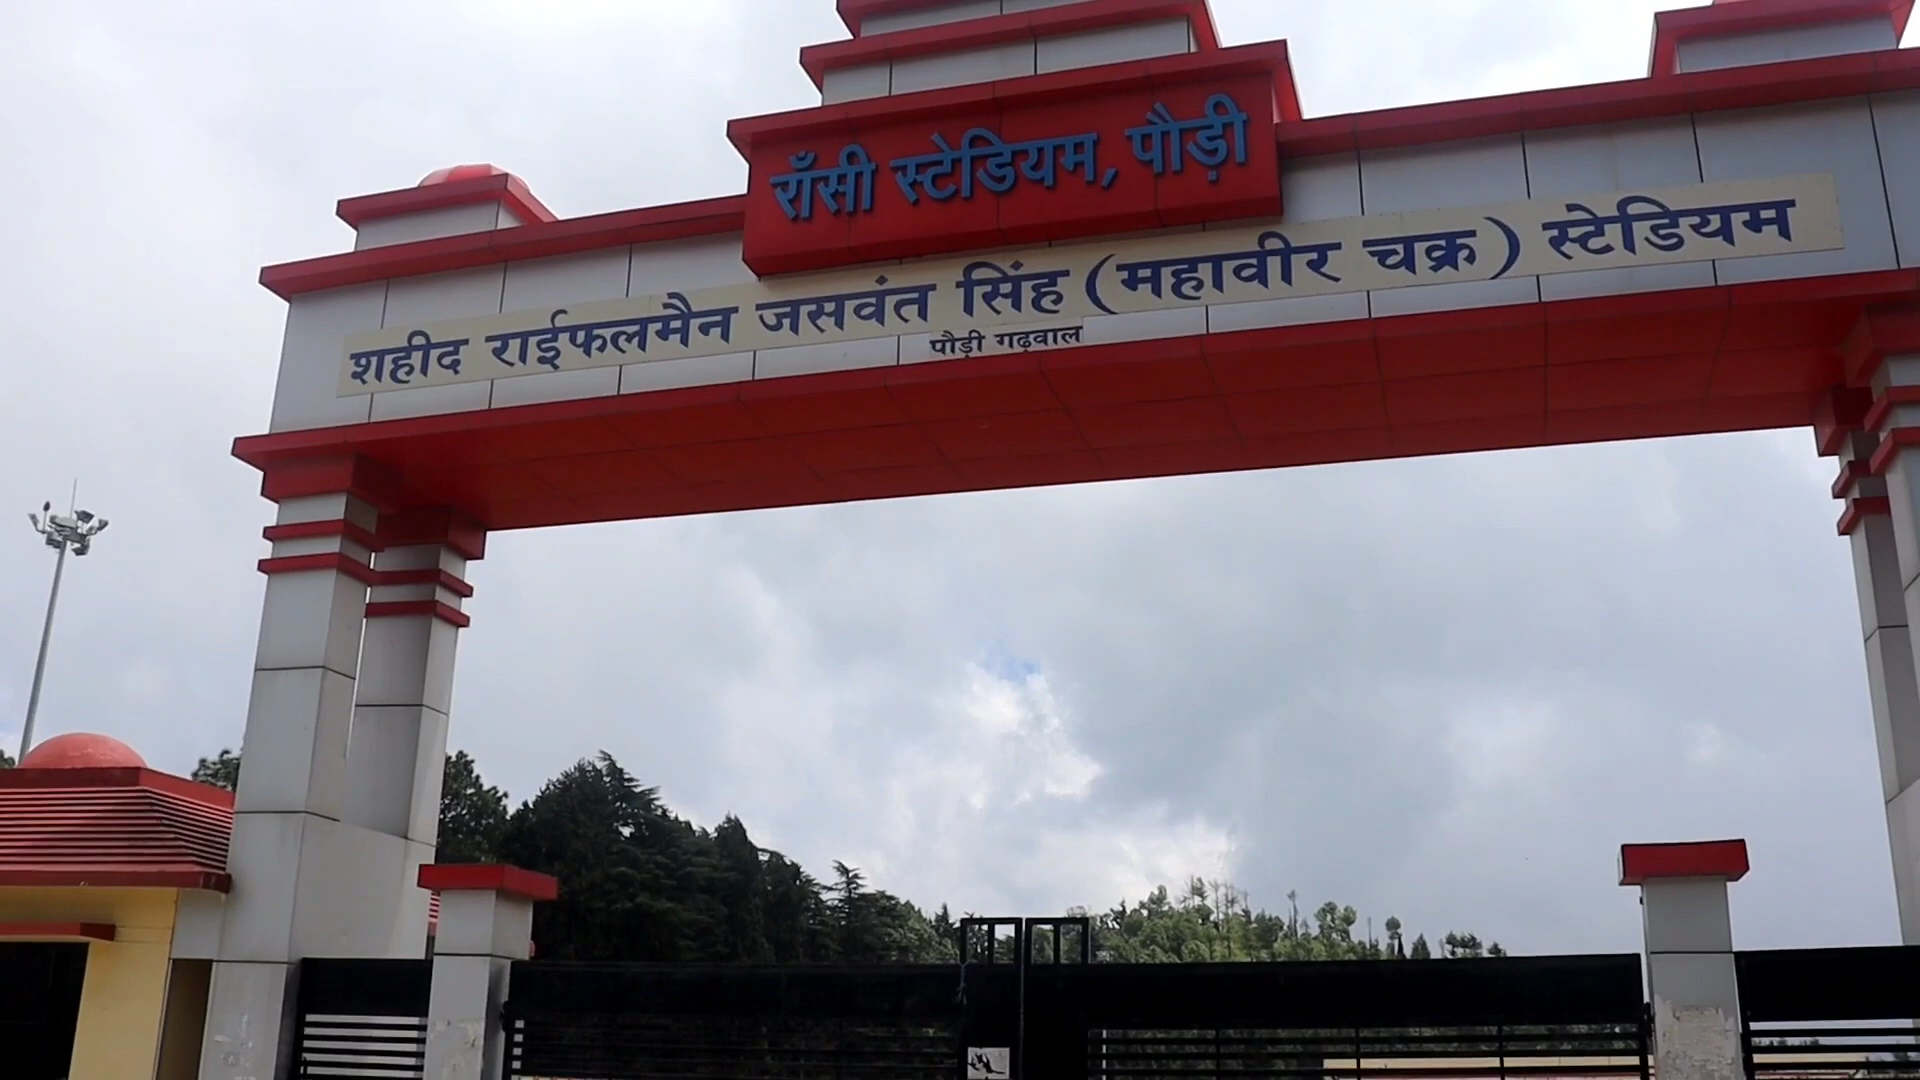 राँसी स्टेडियम, पौड़ी
शहीद राईफलमैन जसवंत सिंह (महावीर चक्र) स्टेडियम
पौड़ी गढ़वाल